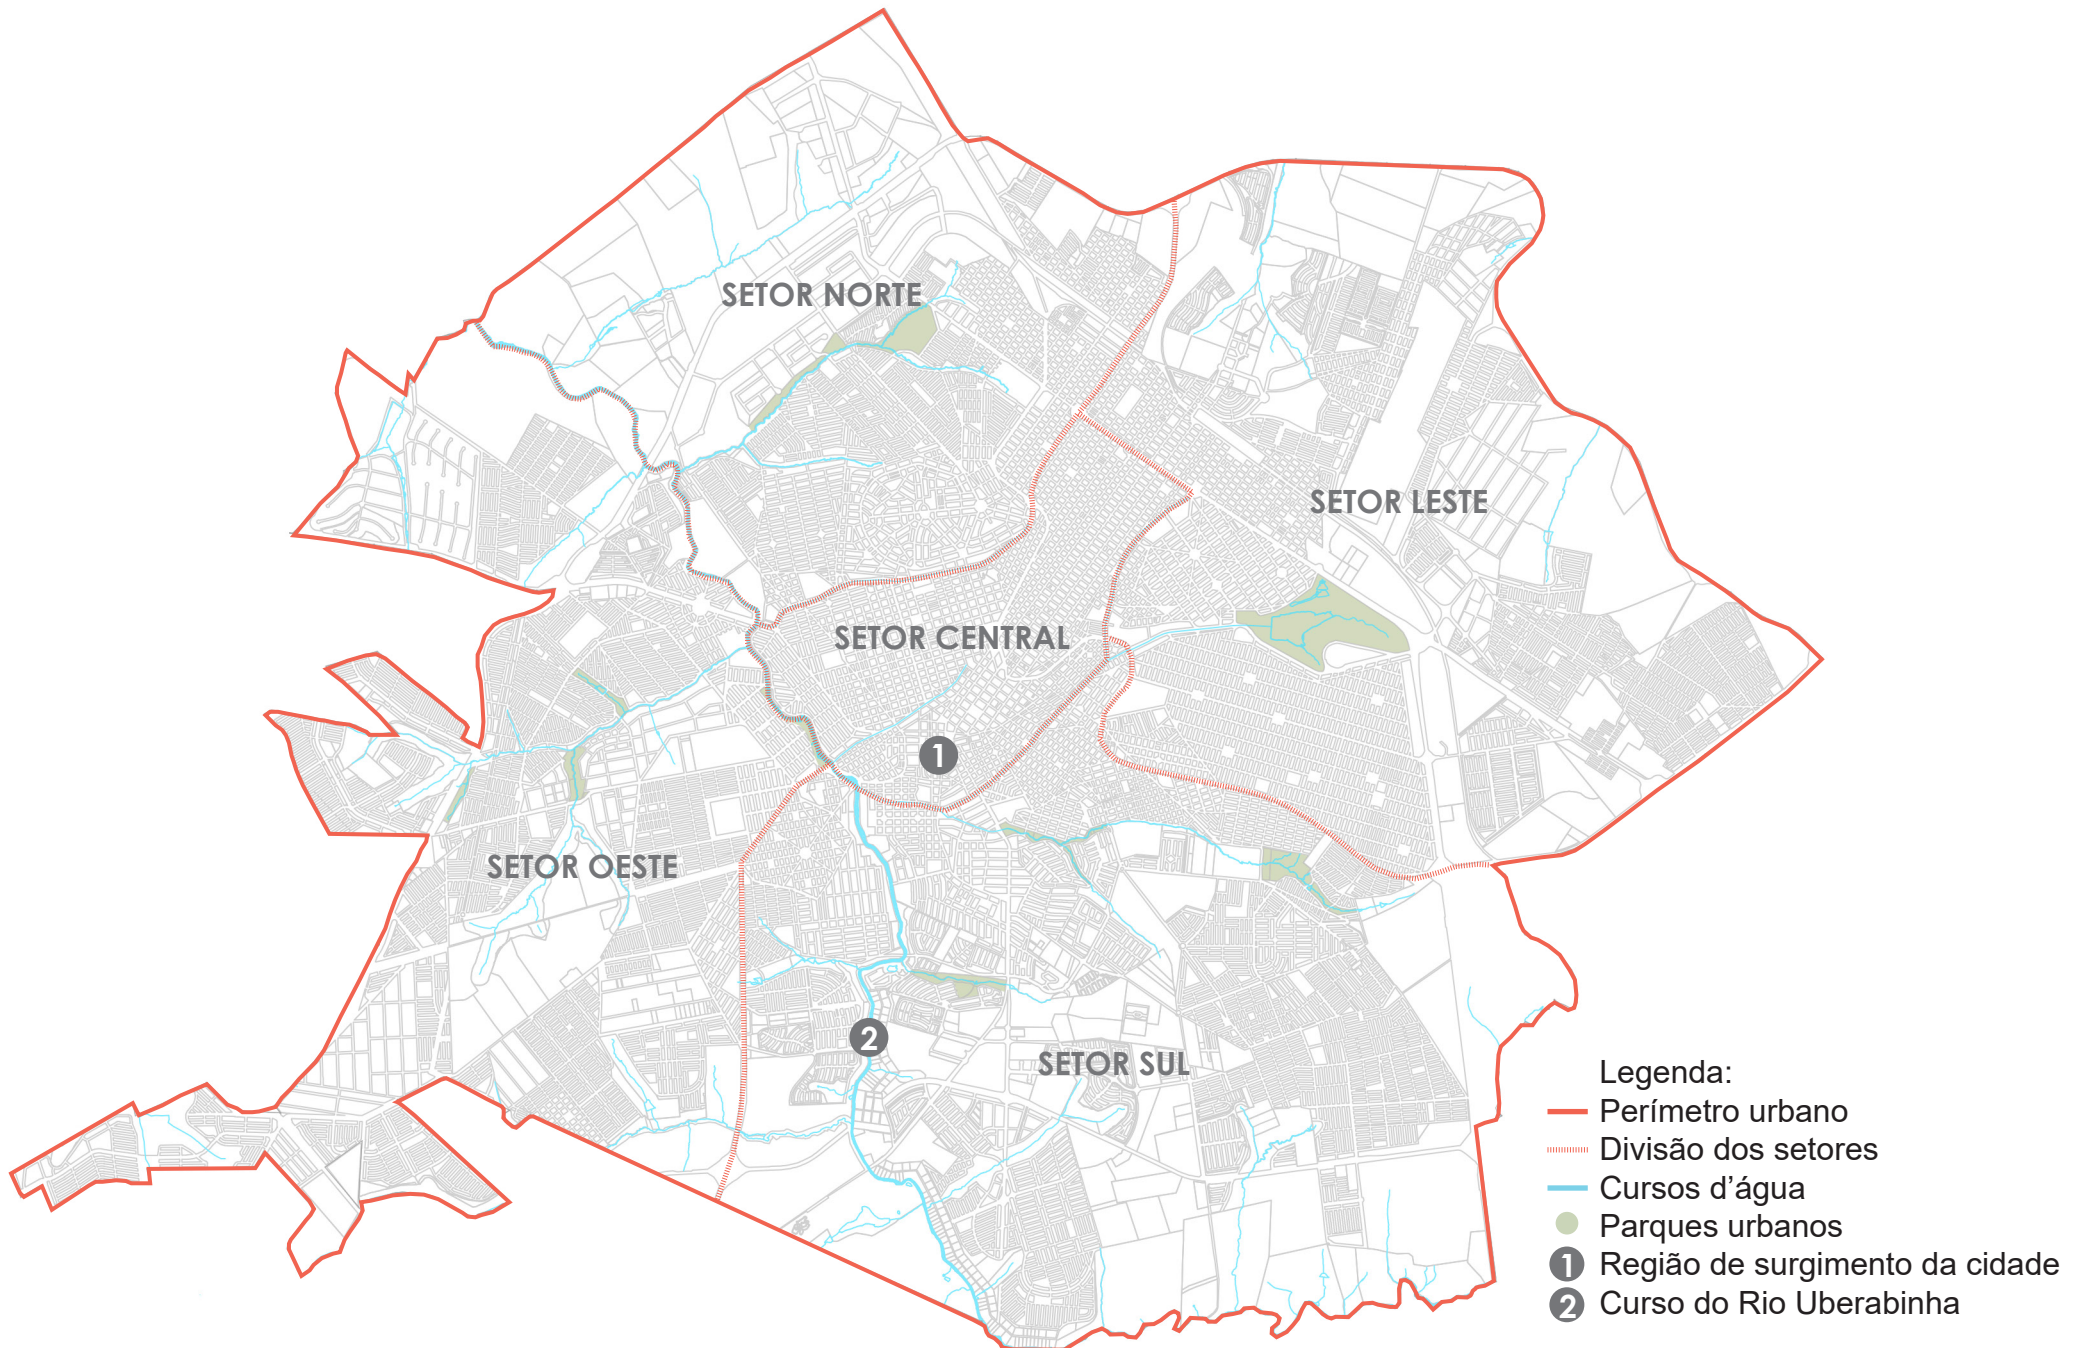 SETOR NORTE
SETOR LESTE
SETOR CENTRAL
1
SETOR OESTE
2
SETOR SUL
Legenda:
Perímetro urbano
Divisão dos setores
Cursos d’água
Parques urbanos
1 Região de surgimento da cidade
2 Curso do Rio Uberabinha